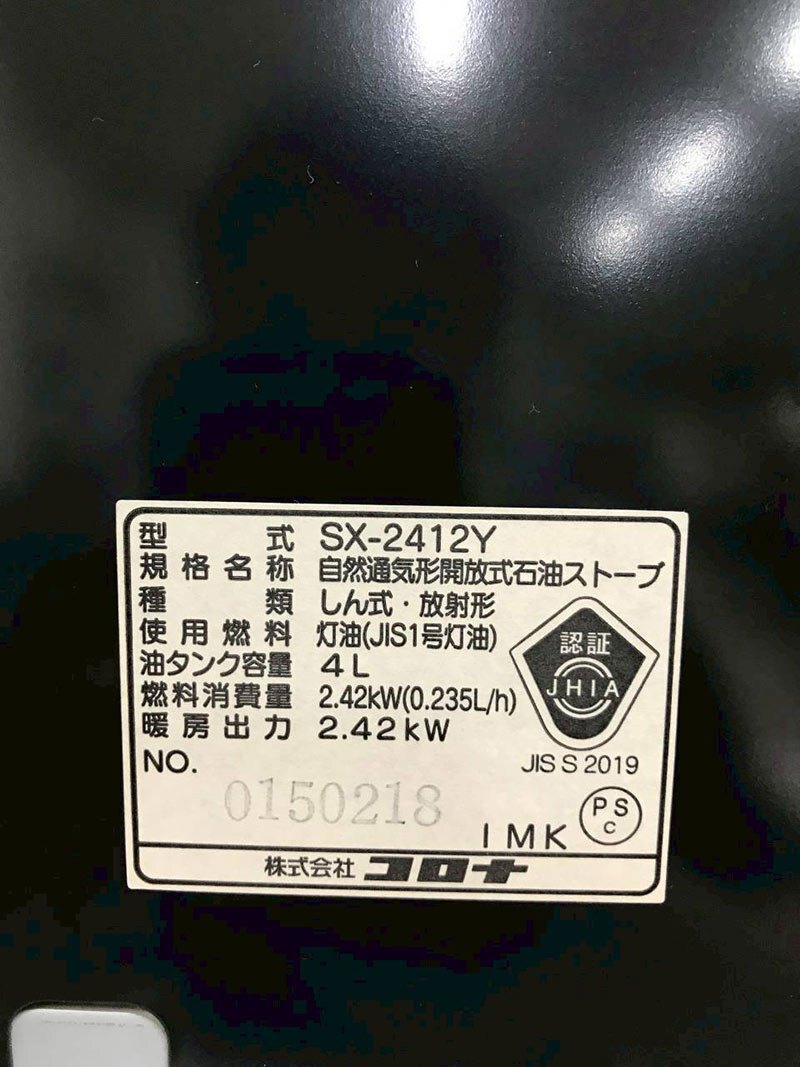 型式 SX-2412Y
規格名称 自然通気形開放式石油ストーブ
種類 しん式・放射形
使用燃料 灯油(JIS1号灯油)
油タンク容量 4L
燃料消費量 2.42kW(0.235L/h)
暖房出力 2.42kW
認証
JHIA
JIS S 2019
NO.
0150218
IMK
PS
C
株式会社 コロナ